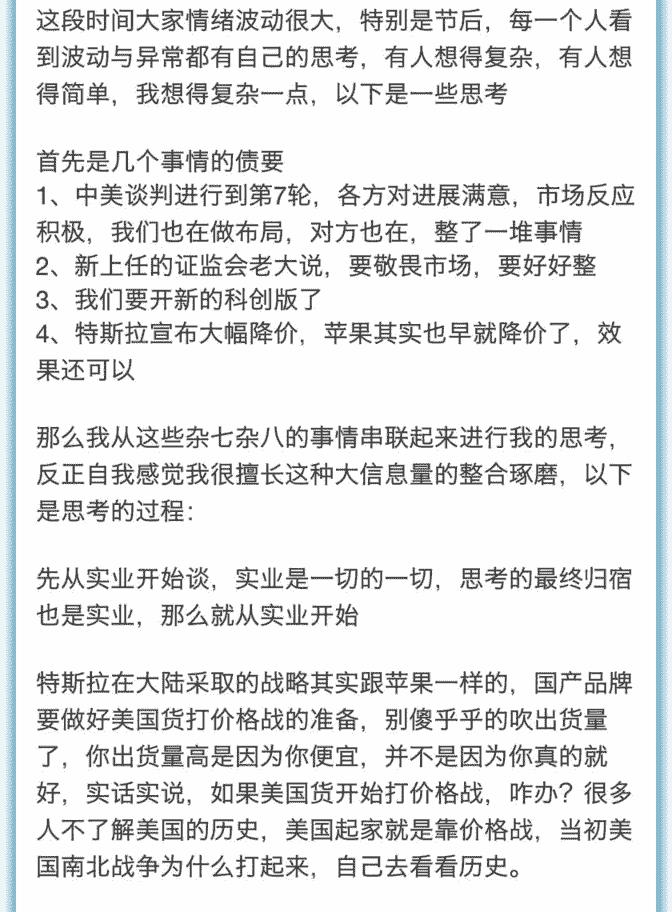 这段时间大家情绪波动很大，特别是节后，每一个人看
到波动与异常都有自己的思考，有人想得复杂，有人想
得简单，我想得复杂一点，以下是一些思考
首先是几个事情的债要
1、中美谈判进行到第7轮，各方对进展满意，市场反应
积极，我们也在做布局，对方也在，整了一堆事情
2、新上任的证监会老大说，要敬畏市场，要好好整
3、我们要开新的科创版了
4、特斯拉宣布大幅降价，苹果其实也早就降价了，效
果还可以
那么我从这些杂七杂八的事情串联起来进行我的思考，
反正自我感觉我很擅长这种大信息量的整合琢磨，以下
是思考的过程：
先从实业开始谈，实业是一切的一切，思考的最终归宿
也是实业，那么就从实业开始
特斯拉在大陆采取的战略其实跟苹果一样的，国产品牌
要做好美国货打价格战的准备，别傻乎乎的吹出货量
了，你出货量高是因为你便宜，并不是因为你真的就
好，实话实说，如果美国货开始打价格战，咋办？很多
人不了解美国的历史，美国起家就是靠价格战，当初美
国南北战争为什么打起来，自己去看看历史。